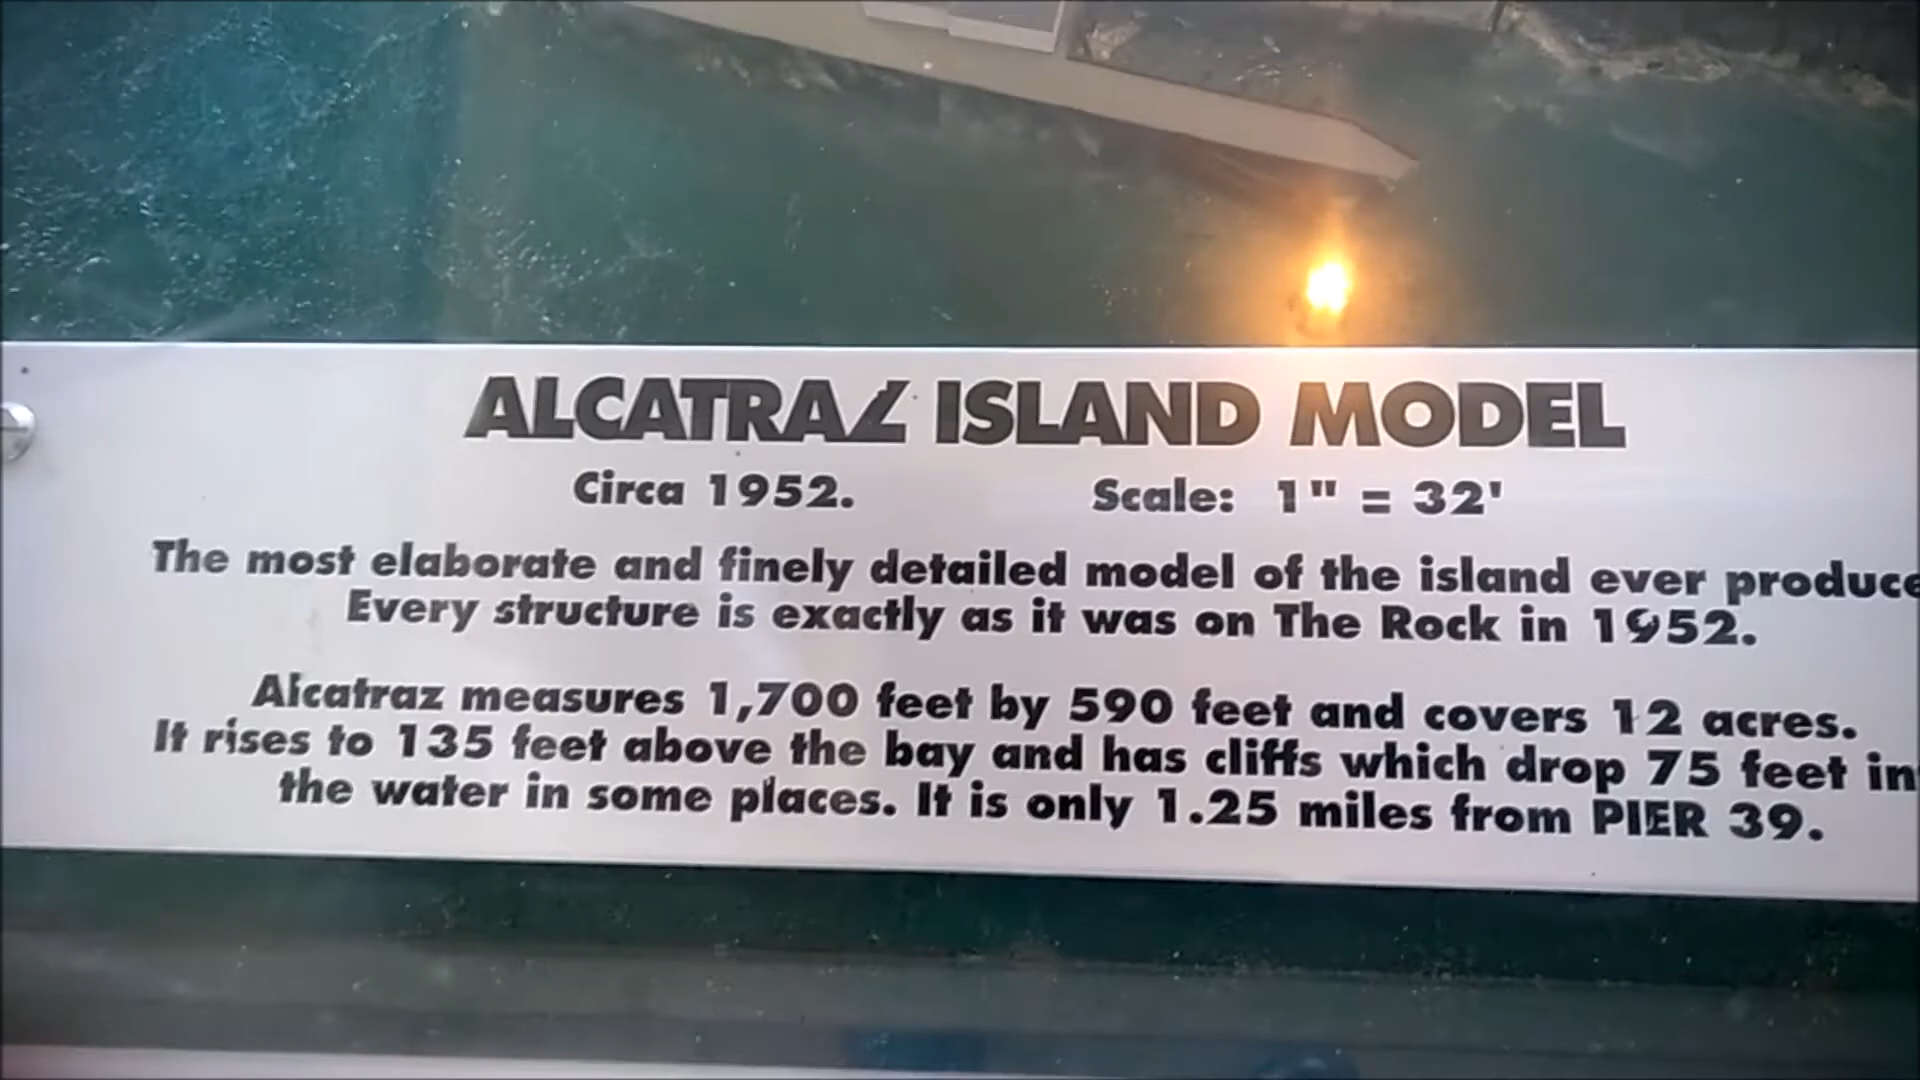 ALCATRAZ ISLAND MODEL
Circa 1952. Scale: 1" = 32'
The most elaborate and finely detailed model of the island ever produce
Every structure is exactly as it was on The Rock in 1952.
Alcatraz measures 1,700 feet by 590 feet and covers 12 acres.
It rises to 135 feet above the bay and has cliffs which drop 75 feet in
the water in some places. It is only 1.25 miles from PIER 39.